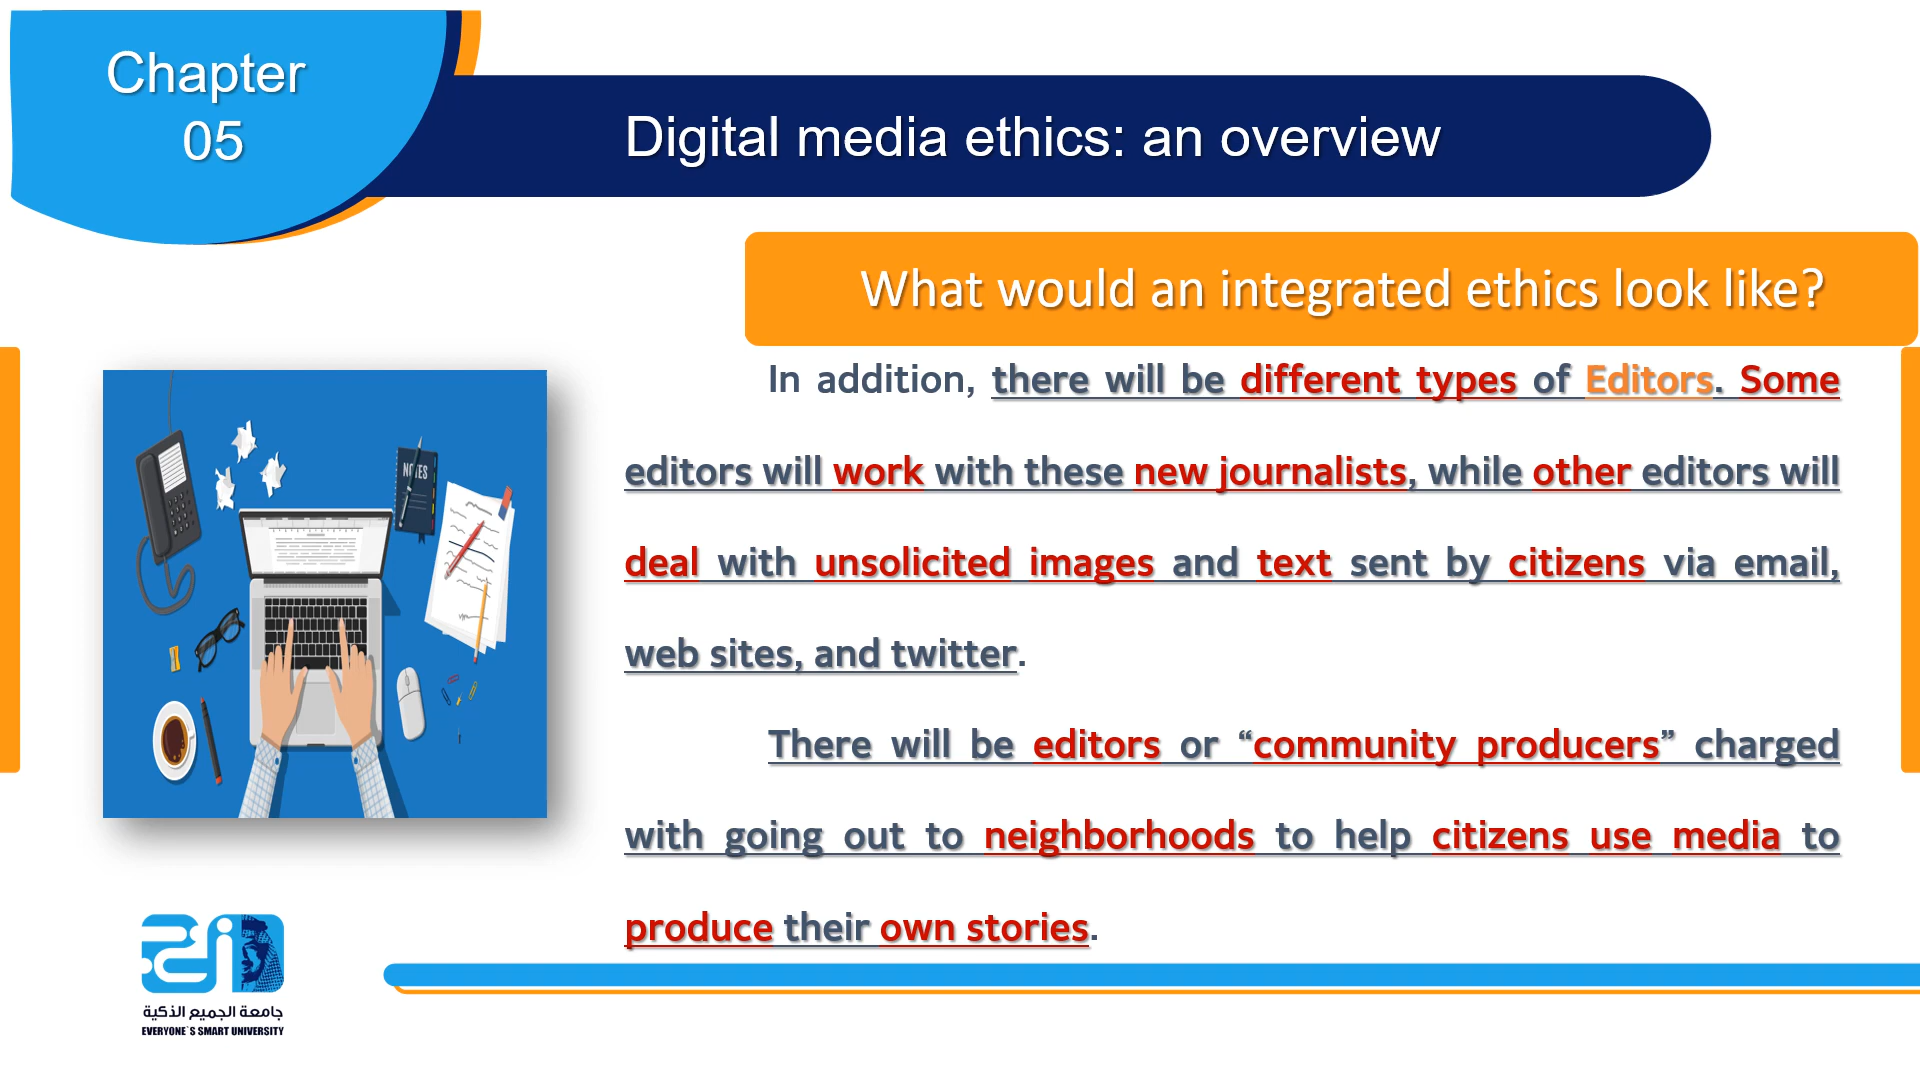 Chapter
05
Digital media ethics: an overview
What would an integrated ethics look like?
In addition, there will be different types of Editors. Some
editors will work with these new journalists, while other editors will
deal with unsolicited images and text sent by citizens via email,
web sites, and twitter.
There will be editors or “community producers” charged
with going out to neighborhoods to help citizens use media to
produce their own stories.
NOTES
جامعة الجميع الذكية
EVERYONE`S SMART UNIVERSITY